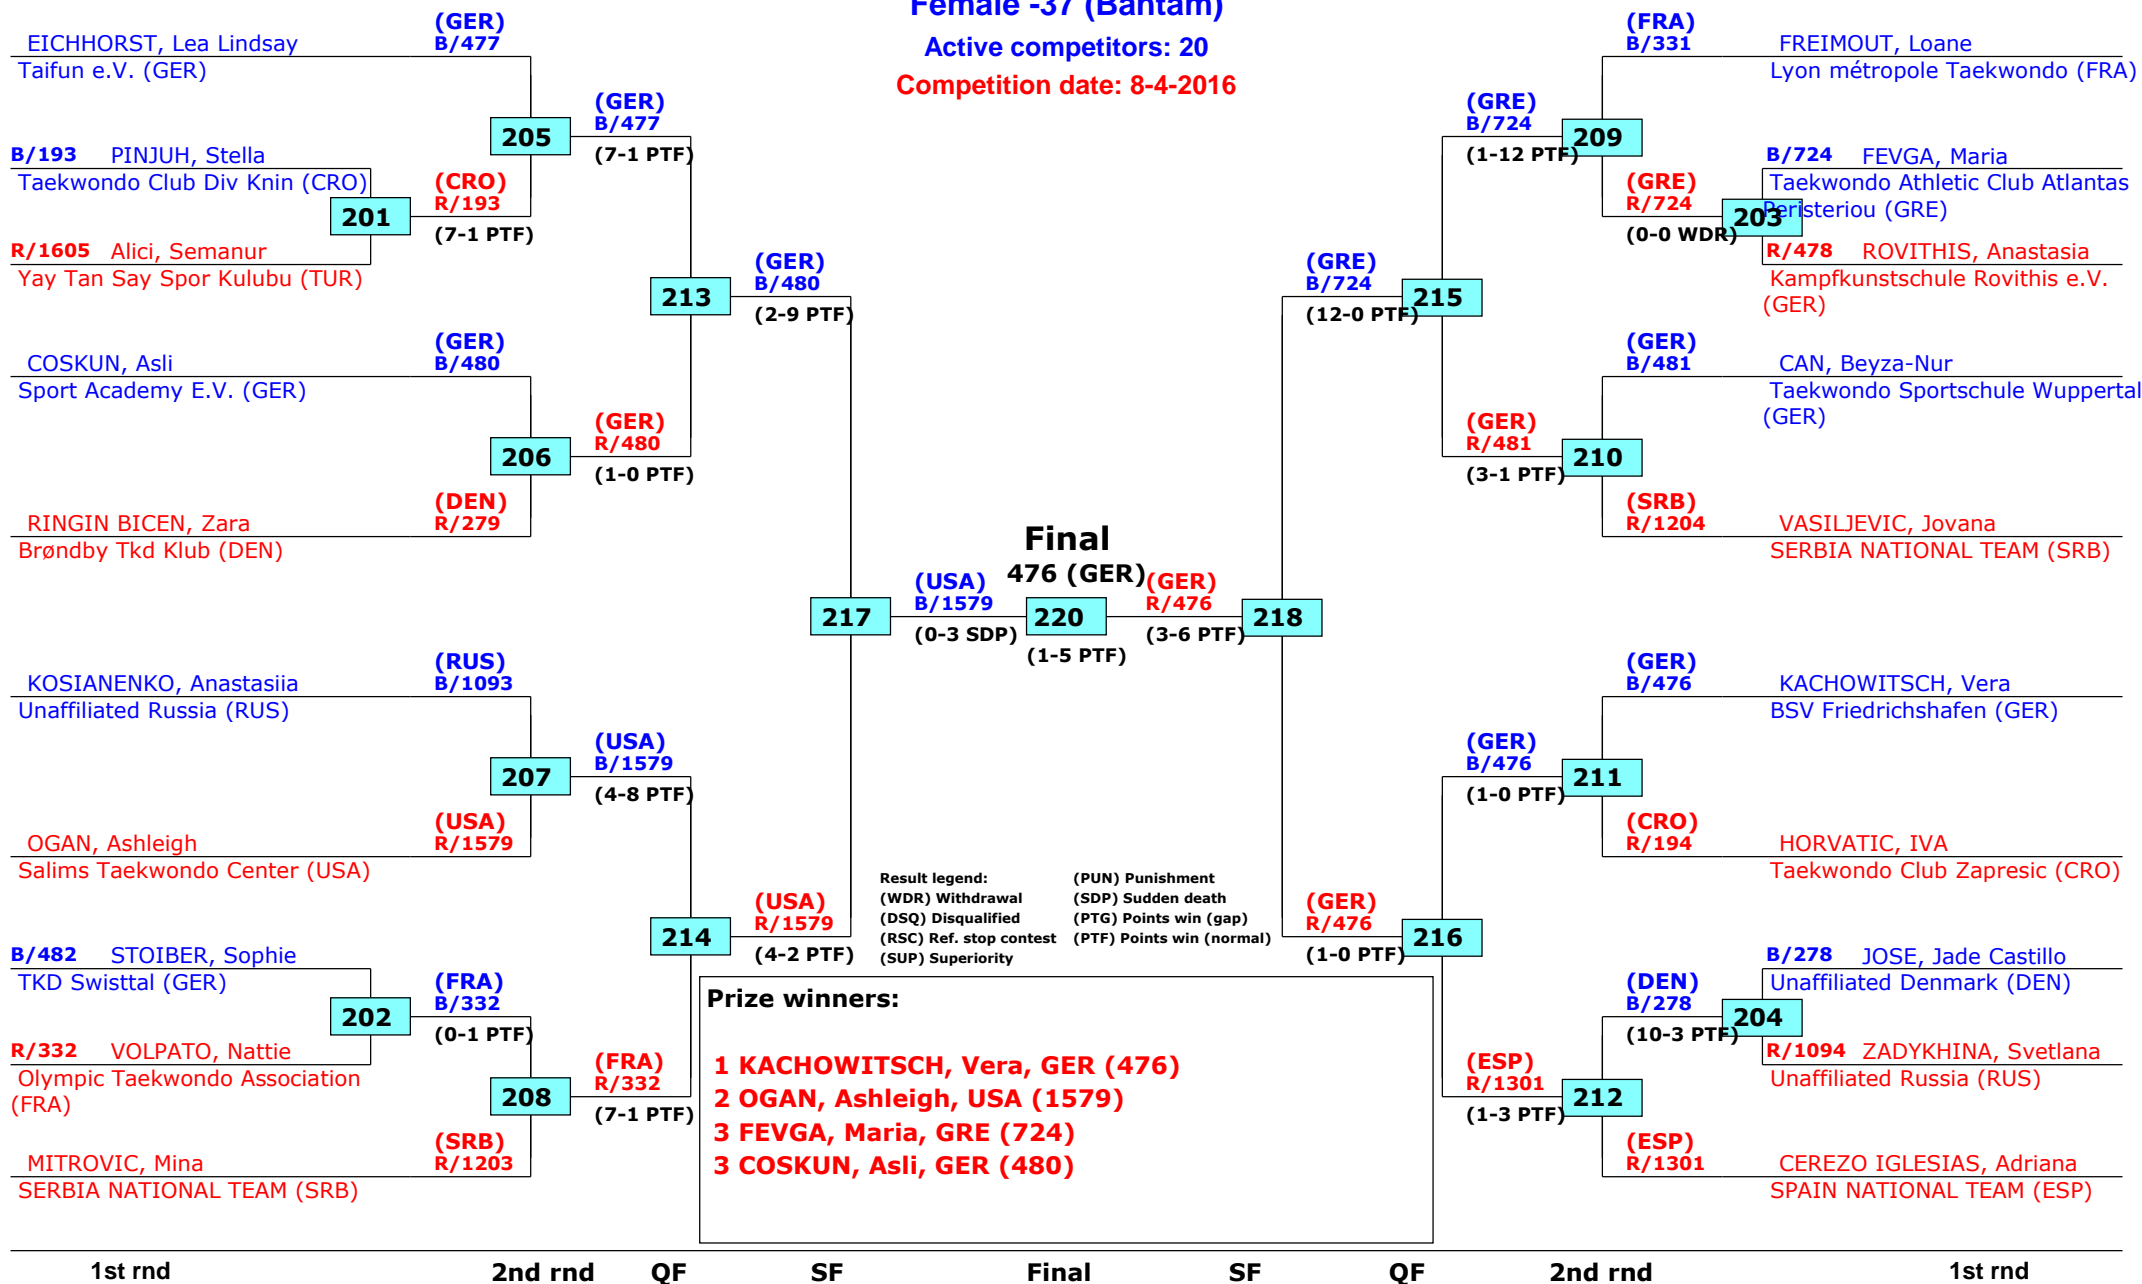 Female -37 (Bantam)
Active competitors: 20
Competition date: 8-4-2016
EICHHORST, Lea Lindsay
Taifun e.V. (GER)
(GER)
B/477
B/193 PINJUH, Stella
Taekwondo Club Div Knin (CRO)
201
R/1605 Alici, Semanur
Yay Tan Say Spor Kulubu (TUR)
(CRO)
R/193
(7-1 PTF)
205
(GER)
B/477
(7-1 PTF)
COSKUN, Asli
Sport Academy E.V. (GER)
(GER)
B/480
206
RINGIN BICEN, Zara
Brøndby Tkd Klub (DEN)
(DEN)
R/279
(GER)
R/480
(1-0 PTF)
213
(GER)
B/480
(2-9 PTF)
KOSIANENKO, Anastasiia
Unaffiliated Russia (RUS)
(RUS)
B/1093
207
OGAN, Ashleigh
Salims Taekwondo Center (USA)
(USA)
R/1579
(USA)
B/1579
(4-8 PTF)
B/482 STOIBER, Sophie
TKD Swisttal (GER)
202
R/332 VOLPATO, Nattie
Olympic Taekwondo Association
(FRA)
(FRA)
B/332
(0-1 PTF)
208
MITROVIC, Mina
SERBIA NATIONAL TEAM (SRB)
(SRB)
R/1203
(FRA)
R/332
(7-1 PTF)
214
(USA)
R/1579
(4-2 PTF)
217
(USA)
B/1579
(0-3 SDP)
Final
476 (GER)
220
(1-5 PTF)
(GER)
R/476
(3-6 PTF)
218
(FRA)
B/331
FREIMOUT, Loane
Lyon métropole Taekwondo (FRA)
209
(GRE)
B/724
(1-12 PTF)
B/724 FEVGA, Maria
Taekwondo Athletic Club Atlantas
Peristeriou (GRE)
203
(GRE)
R/724
(0-0 WDR)
R/478 ROVITHIS, Anastasia
Kampfkunstschule Rovithis e.V.
(GER)
(GRE)
B/724
(12-0 PTF)
215
(GER)
B/481
CAN, Beyza-Nur
Taekwondo Sportschule Wuppertal
(GER)
(GER)
R/481
(3-1 PTF)
210
(SRB)
R/1204
VASILJEVIC, Jovana
SERBIA NATIONAL TEAM (SRB)
(GER)
B/476
KACHOWITSCH, Vera
BSV Friedrichshafen (GER)
(GER)
B/476
(1-0 PTF)
211
(CRO)
R/194
HORVATIC, IVA
Taekwondo Club Zapresic (CRO)
(GER)
R/476
(1-0 PTF)
216
B/278 JOSE, Jade Castillo
Unaffiliated Denmark (DEN)
(DEN)
B/278
(10-3 PTF)
204
R/1094 ZADYKHINA, Svetlana
Unaffiliated Russia (RUS)
(ESP)
R/1301
(1-3 PTF)
212
(ESP)
R/1301
CEREZO IGLESIAS, Adriana
SPAIN NATIONAL TEAM (ESP)
Result legend: (PUN) Punishment
(WDR) Withdrawal (SDP) Sudden death
(DSQ) Disqualified (PTG) Points win (gap)
(RSC) Ref. stop contest (PTF) Points win (normal)
(SUP) Superiority
Prize winners:
1 KACHOWITSCH, Vera, GER (476)
2 OGAN, Ashleigh, USA (1579)
3 FEVGA, Maria, GRE (724)
3 COSKUN, Asli, GER (480)
1st rnd 2nd rnd QF SF Final SF QF 2nd rnd 1st rnd